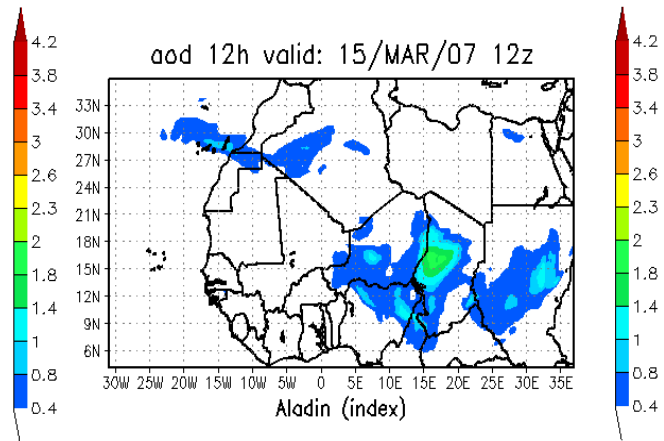 aod 12h valid: 15/MAR/07 12z
4.2
3.8
3.4
3
2.6
2.3
2
1.8
1.4
1.2
0.8
0.4
33N
30N
27N
24N
21N
18N
15N
12N
9N
6N
30W 25W 20W 15W 10W 5W 0 5E 10E 15E 20E 25E 30E 35E
Aladin (index)
4.2
3.8
3.4
3
2.6
2.3
2
1.8
1.4
1.2
0.8
0.4